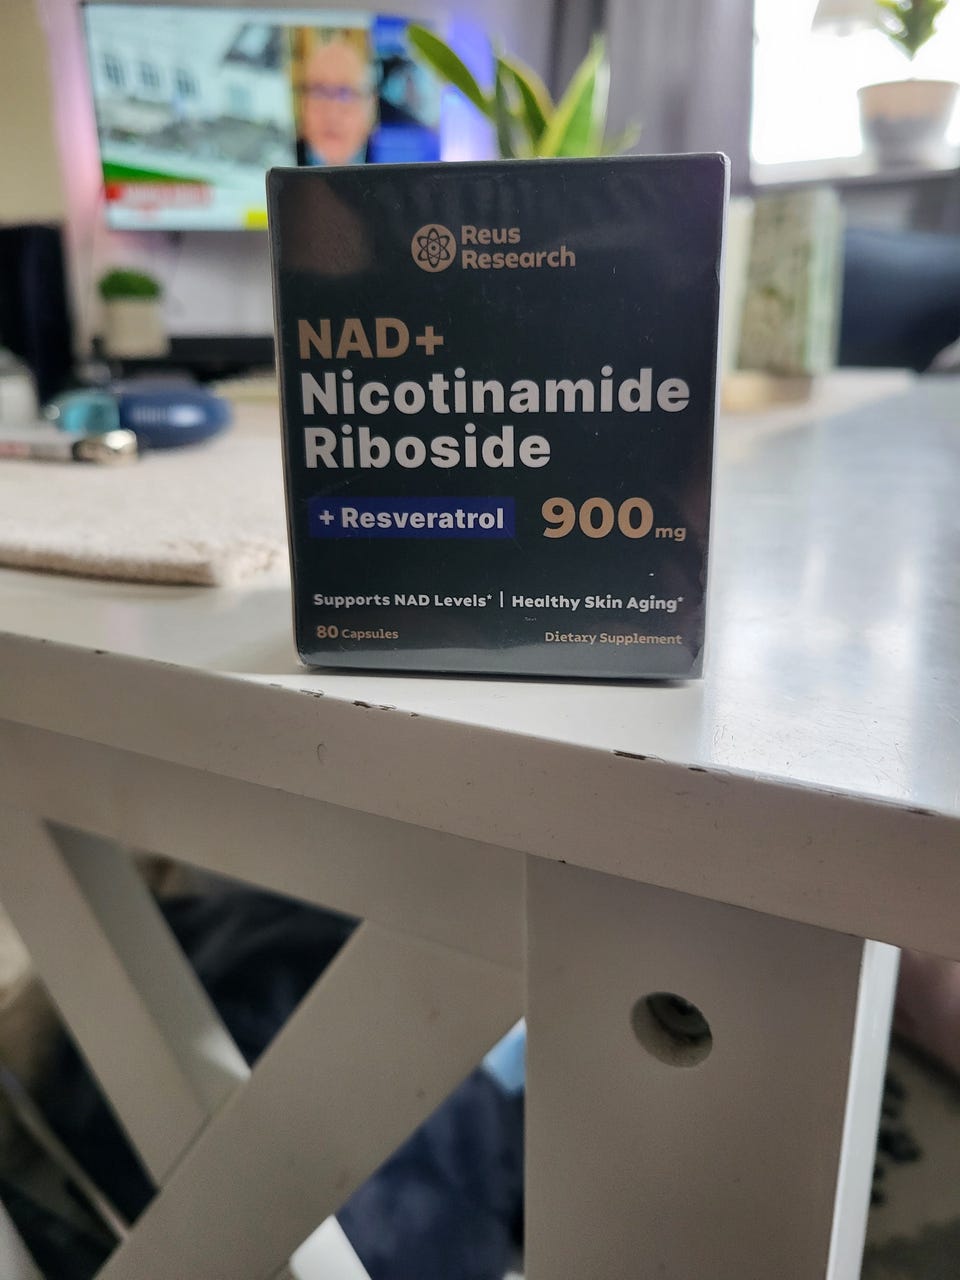 Reus
Research
NAD+
Nicotinamide
Riboside
+ Resveratrol 900mg
Supports NAD Levels* | Healthy Skin Aging*
80 Capsules Dietary Supplement